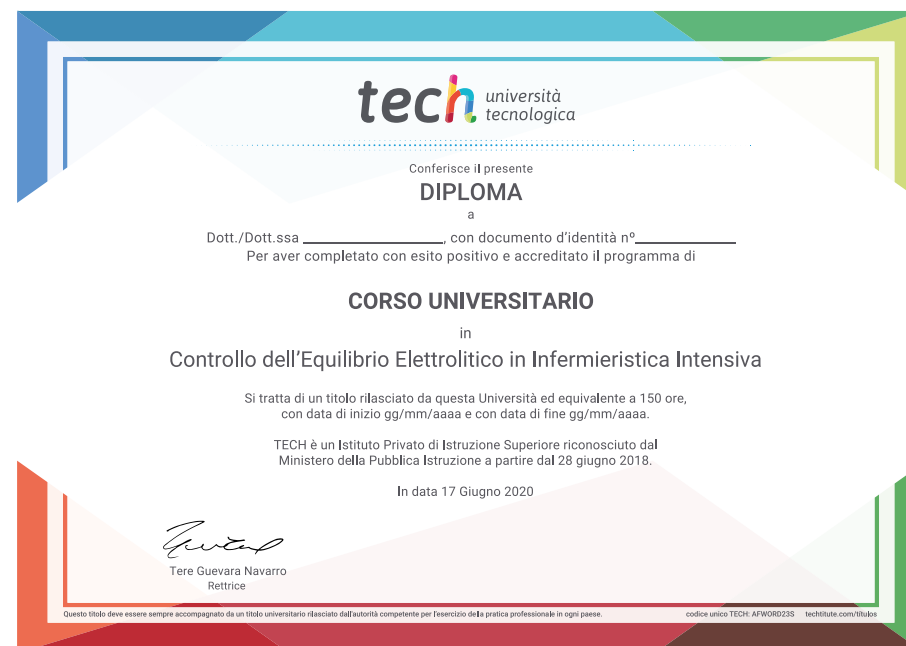 tech università
tecnologica
Conferisce il presente
DIPLOMA
a
Dott./Dott.ssa ____________________, con documento d'identità nº______________
Per aver completato con esito positivo e accreditato il programma di
CORSO UNIVERSITARIO
in
Controllo dell'Equilibrio Elettrolitico in Infermieristica Intensiva
Si tratta di un titolo rilasciato da questa Università ed equivalente a 150 ore,
con data di inizio gg/mm/aaaa e con data di fine gg/mm/aaaa.
TECH è un Istituto Privato di Istruzione Superiore riconosciuto dal
Ministero della Pubblica Istruzione a partire dal 28 giugno 2018.
In data 17 Giugno 2020
Tere Guevara Navarro
Rettrice
Questo titolo deve essere sempre accompagnato da un titolo universitario rilasciato dall'autorità competente per l'esercizio della pratica professionale in ogni paese. codice unico TECH: AFWORD23S techtitute.com/titulos